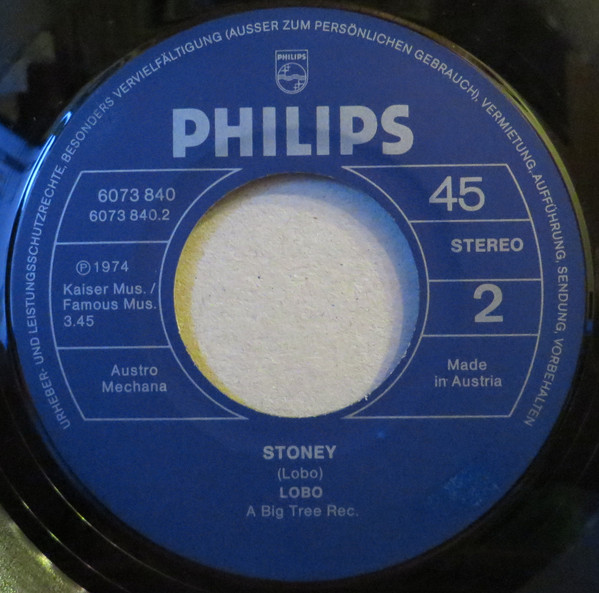 URHEBER- UND LEISTUNGSSCHUTZRECHTE, BESONDERS VERVIELFÄLTIGUNG (AUSSER ZUM PERSÖNLICHEN GEBRAUCH), VERMIETUNG, AUFFÜHRUNG, SENDUNG, VORBEHALTEN
PHILIPS
PHILIPS
6073 840
6073 840.2
45
STEREO
Ⓟ 1974
Kaiser Mus. /
Famous Mus.
3.45
2
Austro
Mechana
Made
in Austria
STONEY
(Lobo)
LOBO
A Big Tree Rec.